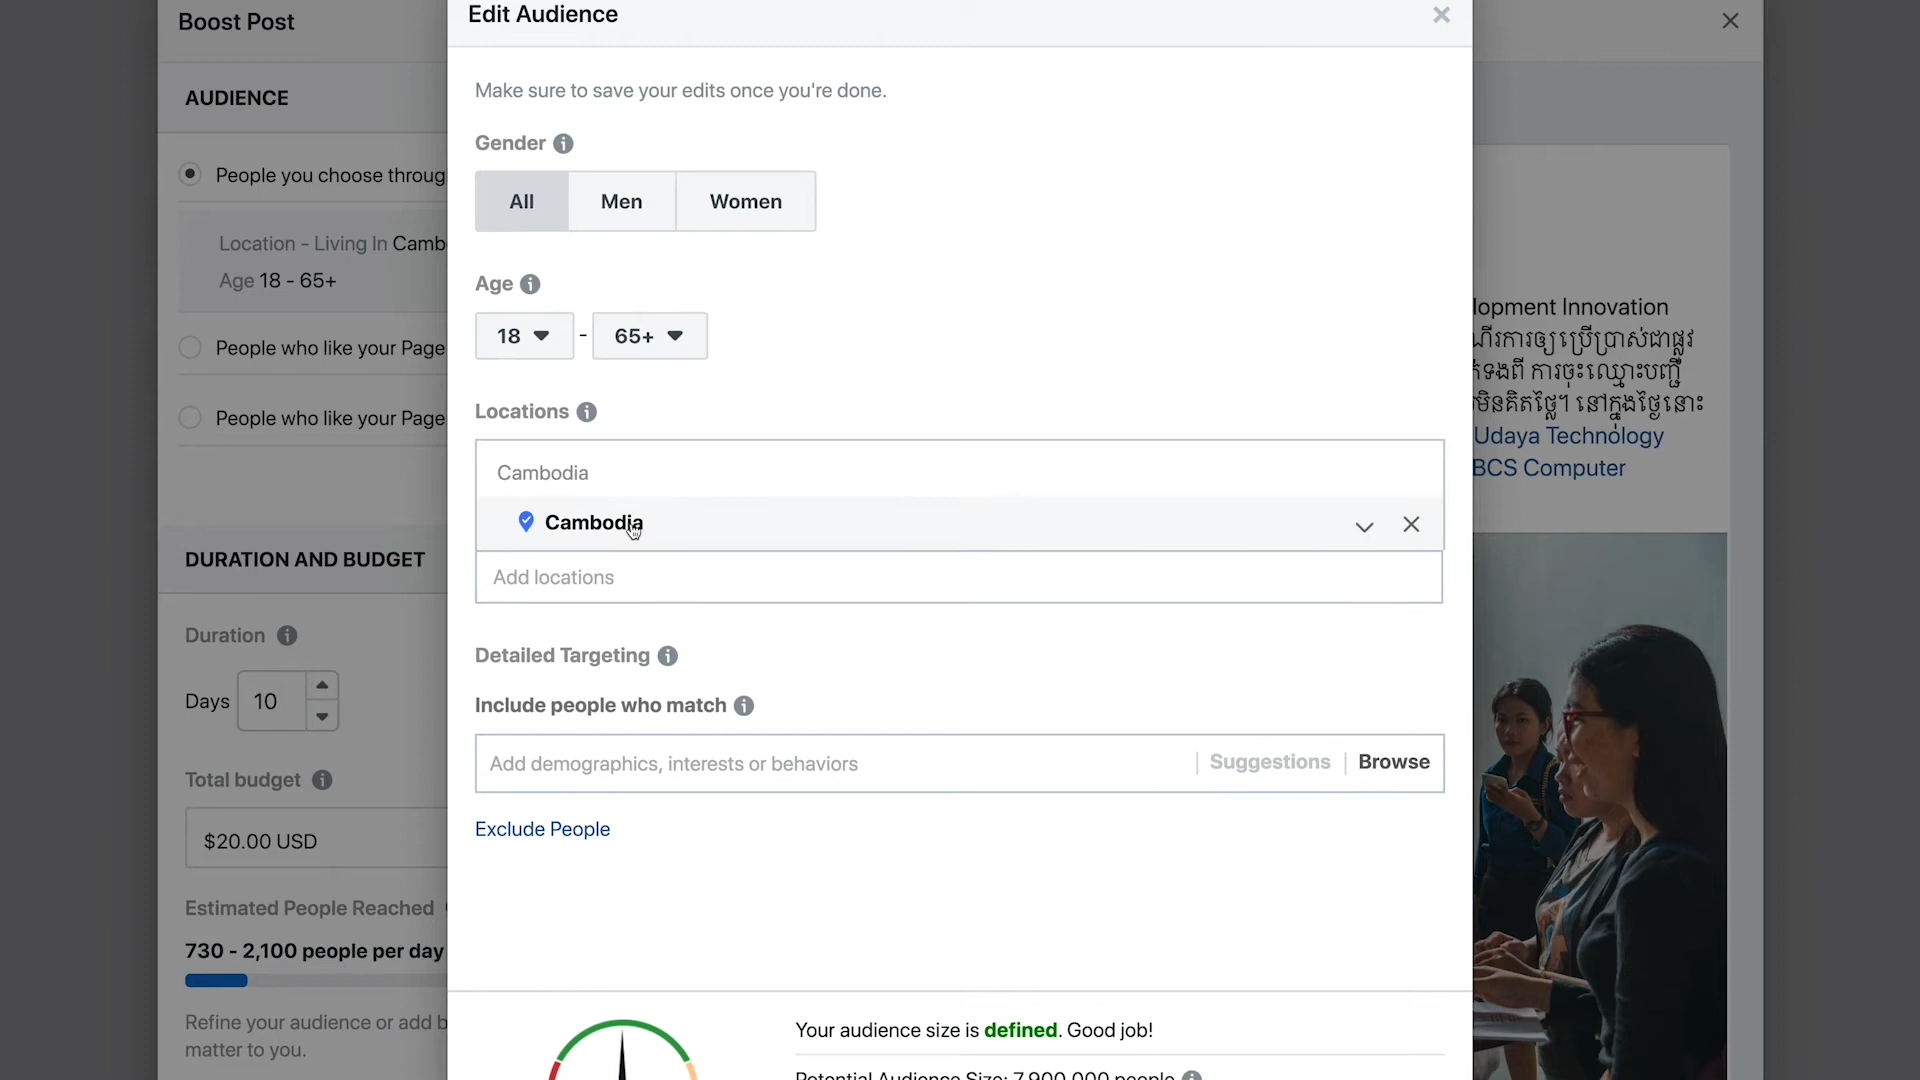 Boost Post
Edit Audience
AUDIENCE
People you choose throug
Location - Living In Camb
Age 18 - 65+
People who like your Page
People who like your Page
DURATION AND BUDGET
Duration
Days 10
Total budget
$20.00 USD
Estimated People Reached
730 - 2,100 people per day
Refine your audience or add b
matter to you.
Make sure to save your edits once you're done.
Gender
All Men Women
Age
18 - 65+
Locations
Cambodia
Cambodia
Add locations
Detailed Targeting
Include people who match
Add demographics, interests or behaviors Suggestions Browse
Exclude People
Your audience size is defined. Good job!
Potential Audience Size: 7,900,000 people
lopment Innovation
ការឲ្យប្រើប្រាស់ជាផ្លូវ
ទងពី ការចុះឈ្មោះបញ្ជី
មិនគិតថ្លៃ។ នៅក្នុងថ្ងៃនោះ
Udaya Technology
BCS Computer